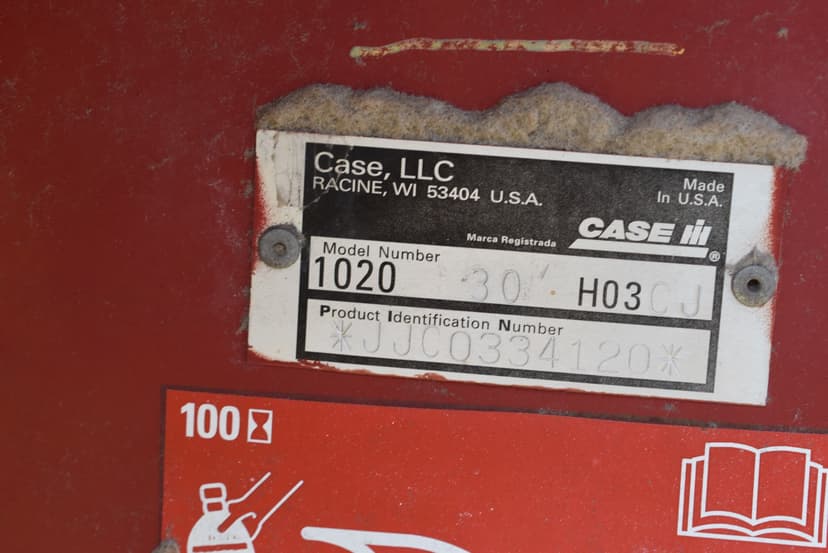 Case, LLC
RACINE, WI 53404 U.S.A.
Made
In U.S.A.
Marca Registrada
CASE IH ®
Model Number
1020 30' H03CJ
Product Identification Number
*JJC0334120*
100